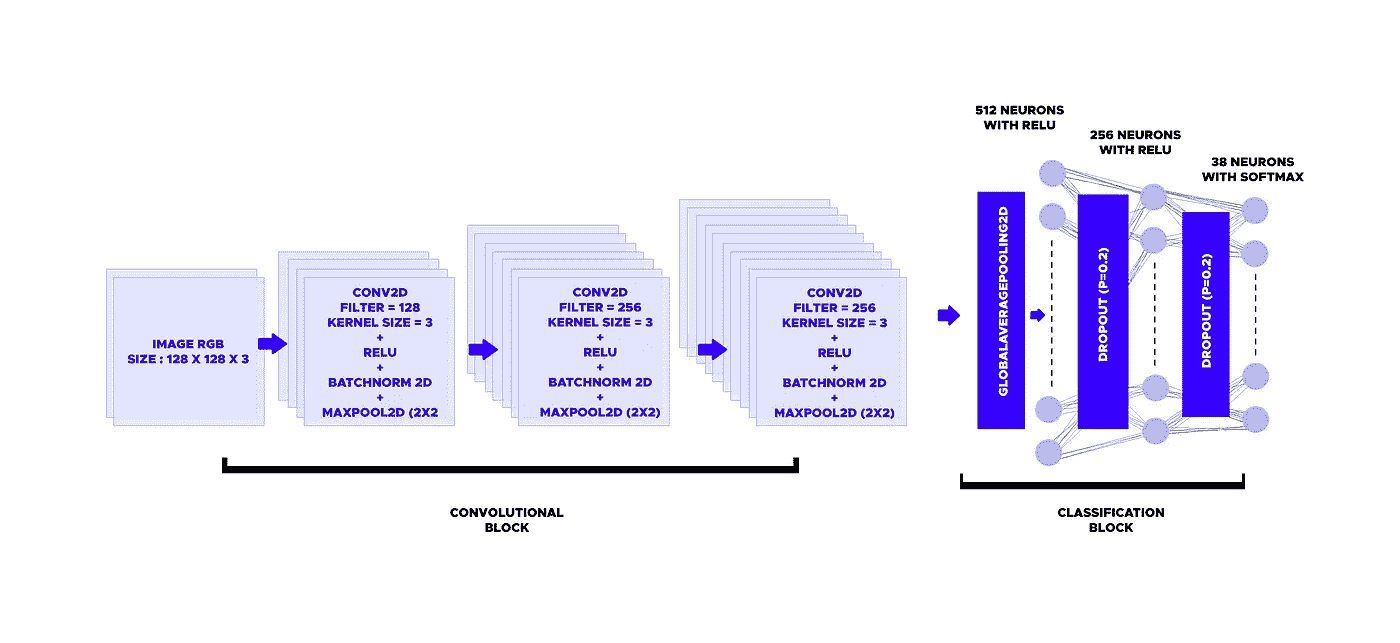 512 NEURONS
WITH RELU
256 NEURONS
WITH RELU
38 NEURONS
WITH SOFTMAX
IMAGE RGB
SIZE : 128 X 128 X 3
CONV2D
FILTER = 128
KERNEL SIZE = 3
+
RELU
+
BATCHNORM 2D
+
MAXPOOL2D (2X2
CONV2D
FILTER = 256
KERNEL SIZE = 3
+
RELU
+
BATCHNORM 2D
+
MAXPOOL2D (2X2)
CONV2D
FILTER = 256
KERNEL SIZE = 3
+
RELU
+
BATCHNORM 2D
+
MAXPOOL2D (2X2)
GLOBALAVERAGEPOOLING2D
DROPOUT (P=0.2)
DROPOUT (P=0.2)
CONVOLUTIONAL
BLOCK
CLASSIFICATION
BLOCK